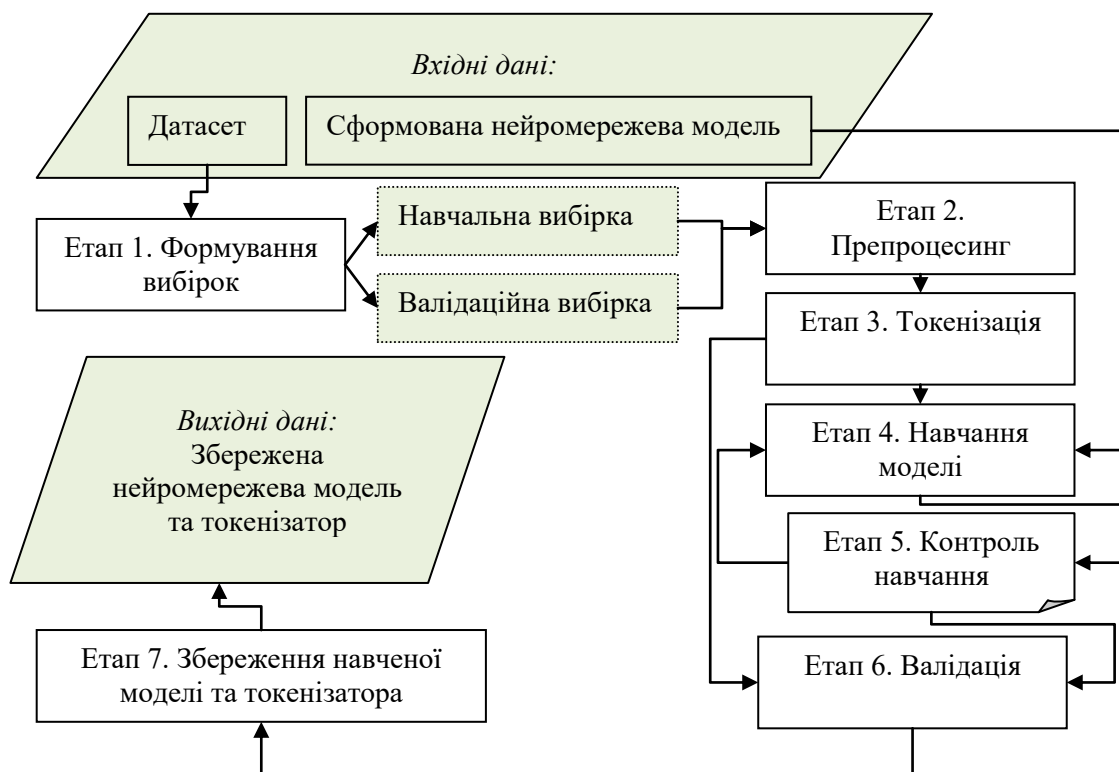 Вхідні дані:
Датасет
Сформована нейромережева модель
Етап 1. Формування
вибірок
Навчальна вибірка
Валідаційна вибірка
Етап 2.
Препроцесинг
Етап 3. Токенізація
Етап 4. Навчання
моделі
Етап 5. Контроль
навчання
Етап 6. Валідація
Етап 7. Збереження навченої
моделі та токенізатора
Вихідні дані:
Збережена
нейромережева модель
та токенізатор